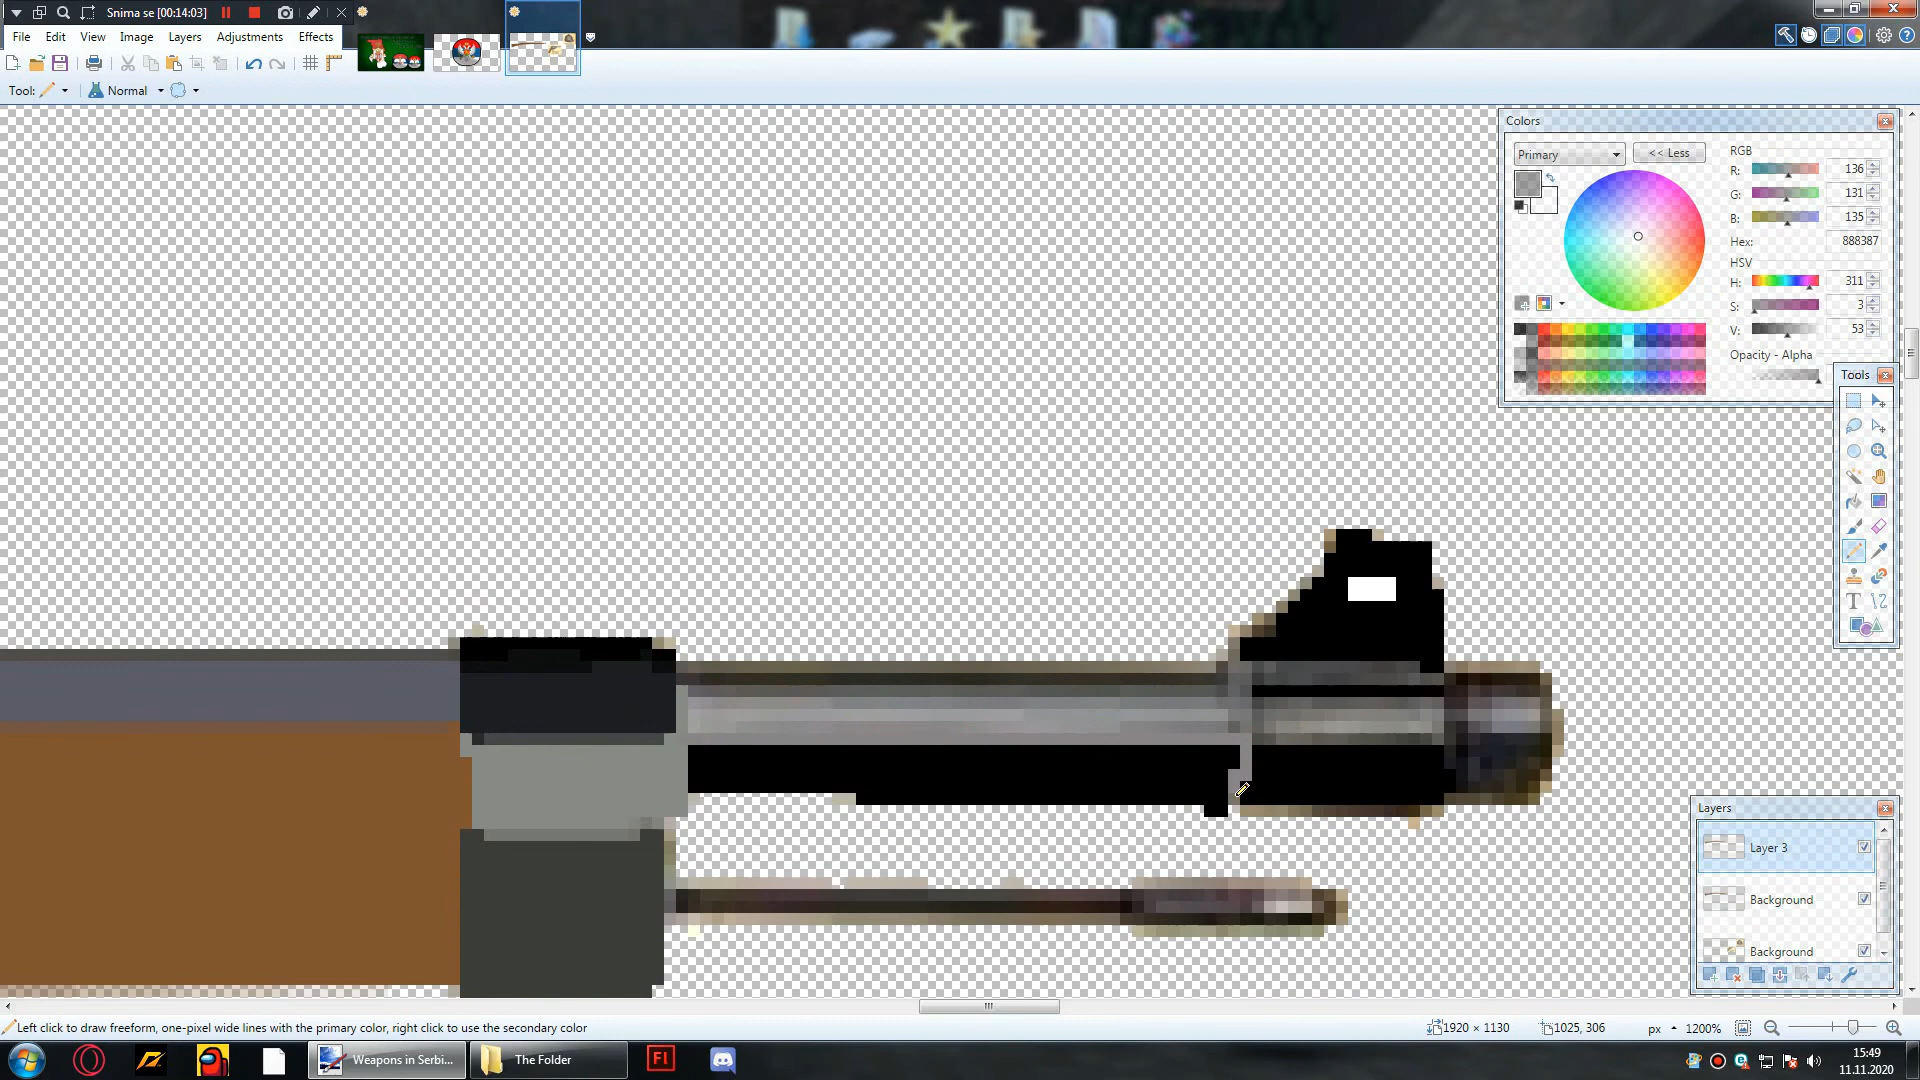 Snima se [00:14:03]
File Edit View Image Layers Adjustments Effects
Tool: Normal
Colors
Primary
<< Less
RGB
R: 136
G: 131
B: 135
Hex: 888387
HSV
H: 311
S: 3
V: 53
Opacity - Alpha
Tools
T
Layers
Layer 3
Background
Background
Left click to draw freeform, one-pixel wide lines with the primary color, right click to use the secondary color
1920 × 1130
1025, 306
px
1200%
Weapons in Serbi...
The Folder
Fl
15:49
11.11.2020